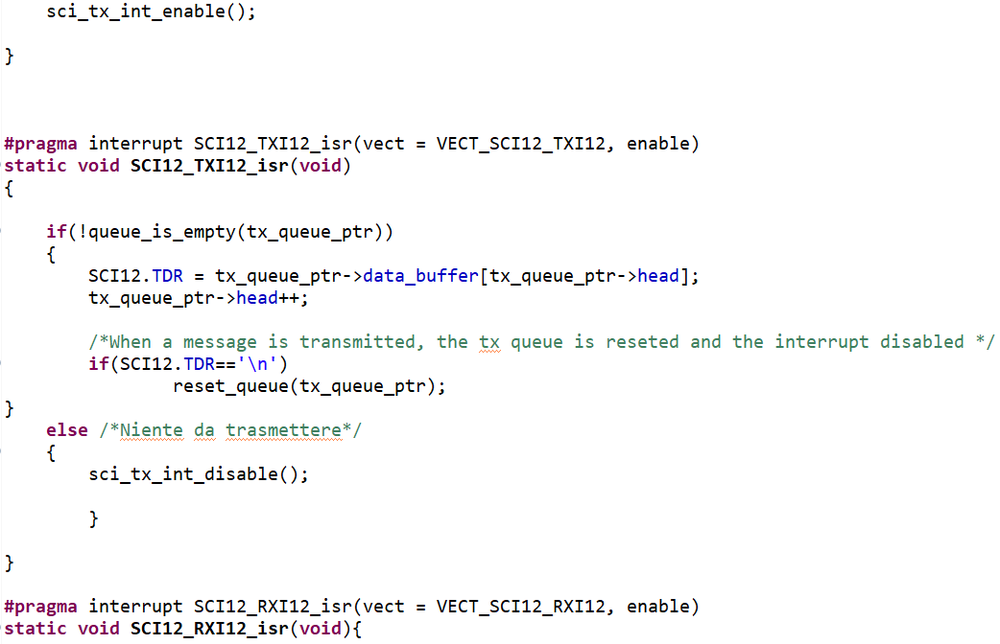 sci_tx_int_enable();
}
#pragma interrupt SCI12_TXI12_isr(vect = VECT_SCI12_TXI12, enable)
static void SCI12_TXI12_isr(void)
{
    if(!queue_is_empty(tx_queue_ptr))
    {
        SCI12.TDR = tx_queue_ptr->data_buffer[tx_queue_ptr->head];
        tx_queue_ptr->head++;
        /*When a message is transmitted, the tx queue is reseted and the interrupt disabled */
        if(SCI12.TDR=='\n')
                reset_queue(tx_queue_ptr);
}
    else /*Niente da trasmettere*/
    {
        sci_tx_int_disable();
        }
}
#pragma interrupt SCI12_RXI12_isr(vect = VECT_SCI12_RXI12, enable)
static void SCI12_RXI12_isr(void){